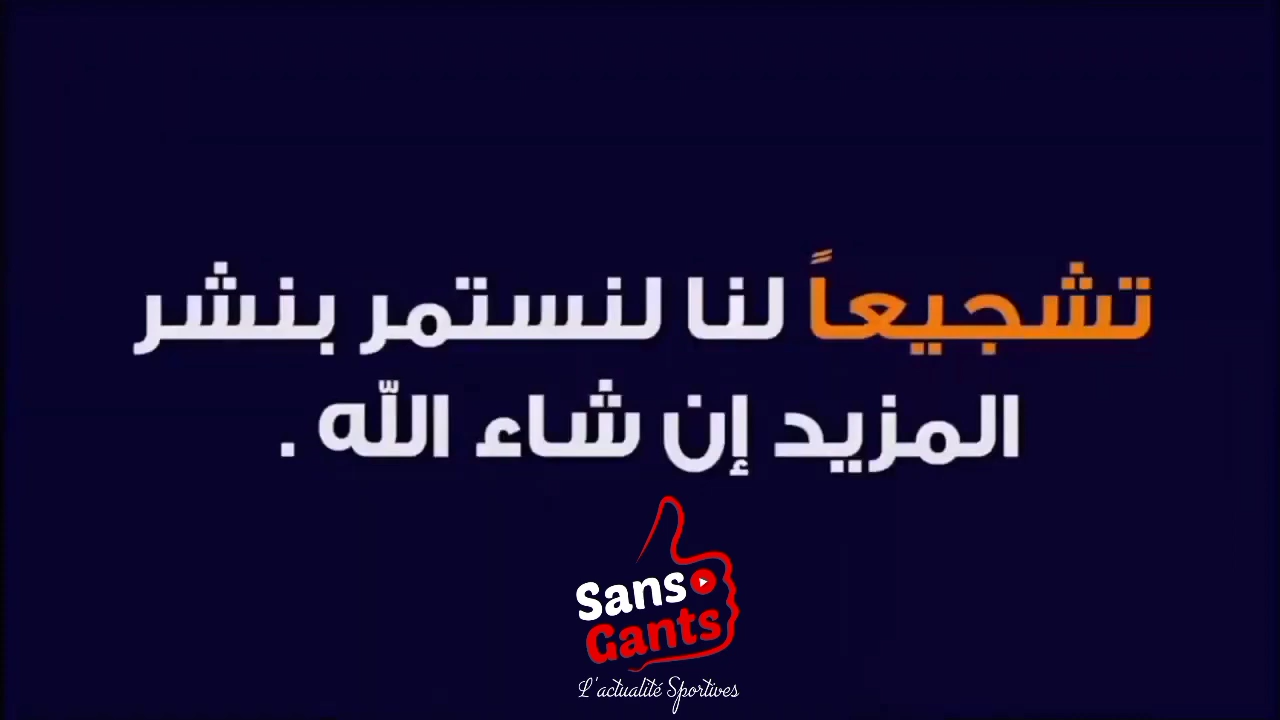 تشجيعاً لنا لنستمر بنشر
المزيد إن شاء اللّه .
Sans
Gants
L'actualité Sportives